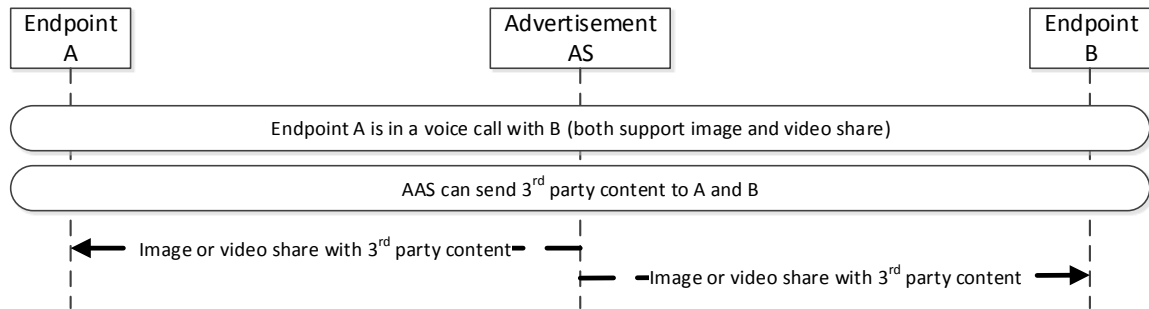 Endpoint
A
Advertisement
AS
Endpoint
B
Endpoint A is in a voice call with B (both support image and video share)
AAS can send 3rd party content to A and B
Image or video share with 3rd party content
Image or video share with 3rd party content